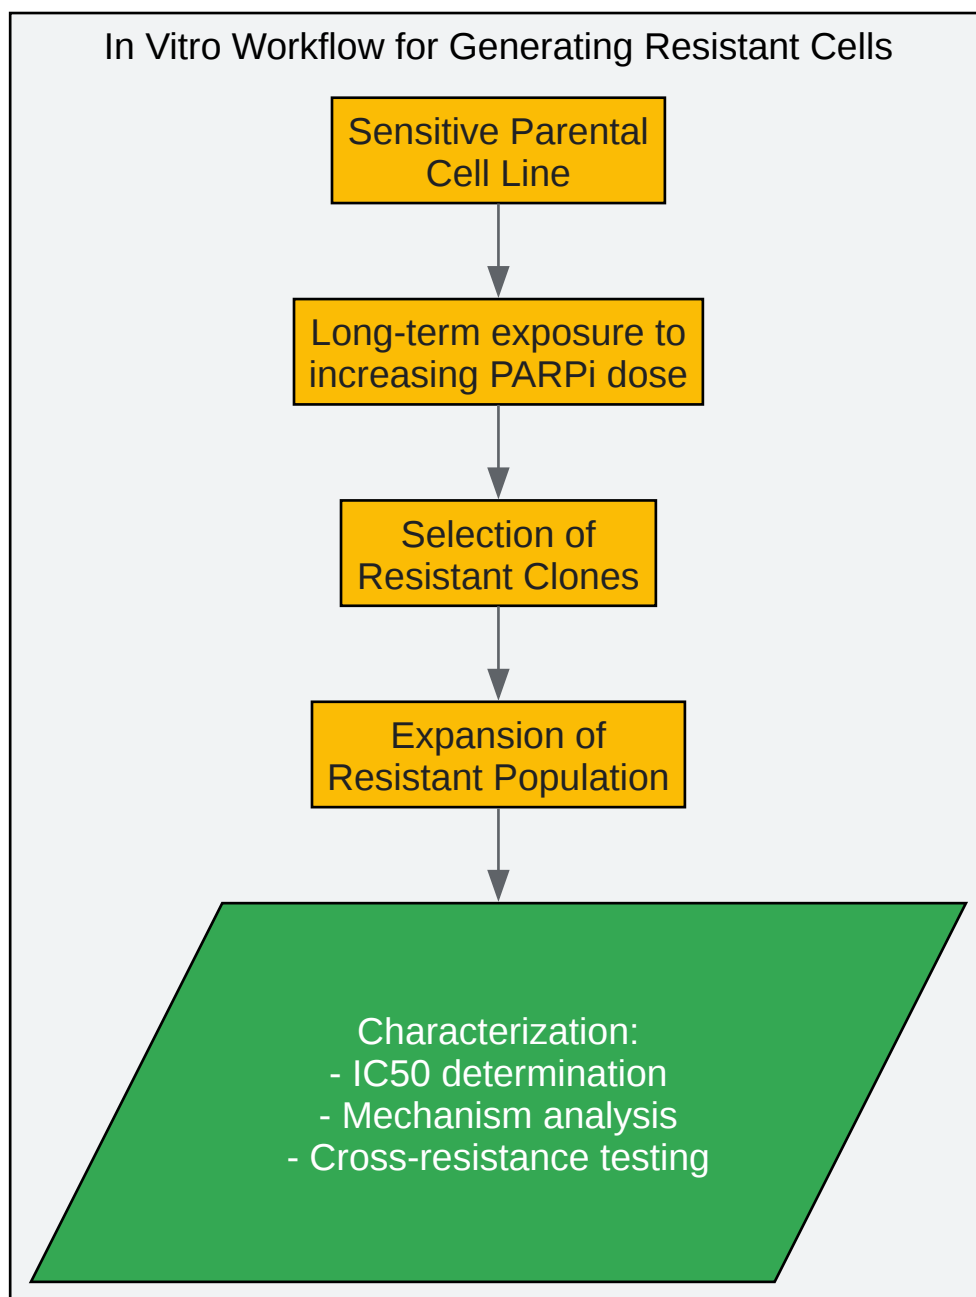 In Vitro Workflow for Generating Resistant Cells
Sensitive Parental
Cell Line
Long-term exposure to
increasing PARPi dose
Selection of
Resistant Clones
Expansion of
Resistant Population
Characterization:
- IC50 determination
- Mechanism analysis
- Cross-resistance testing